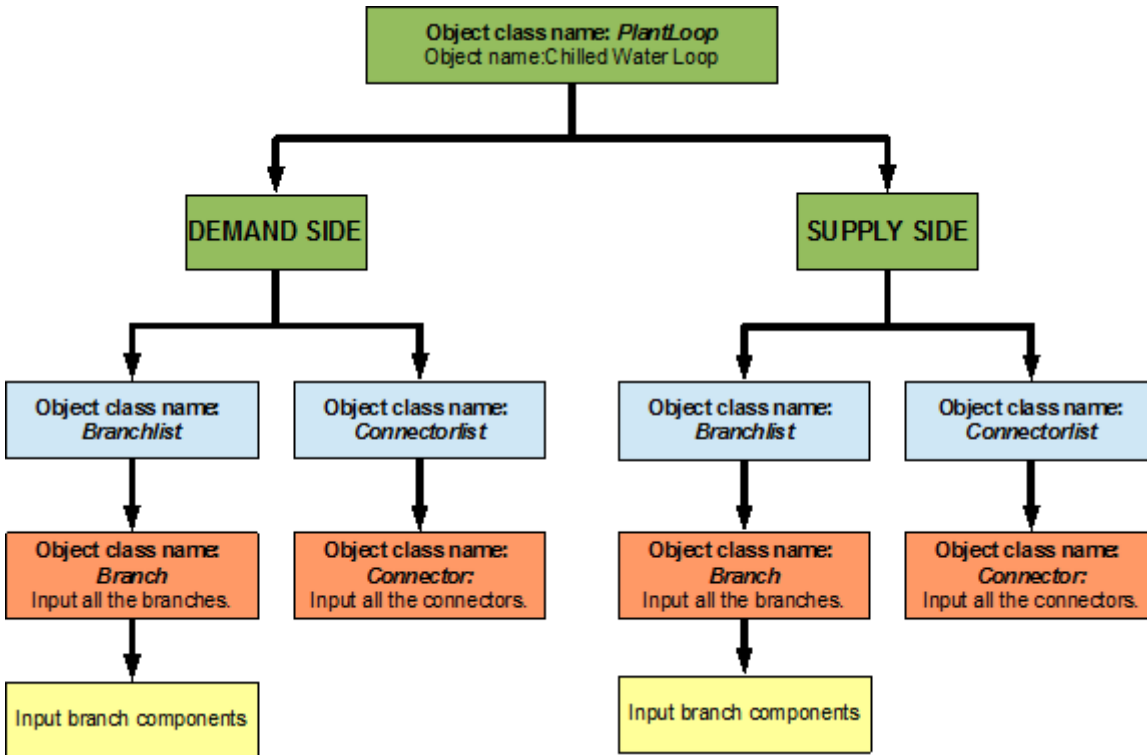 Object class name: PlantLoop
Object name:Chilled Water Loop
DEMAND SIDE
SUPPLY SIDE
Object class name:
Branchlist
Object class name:
Connectorlist
Object class name:
Branchlist
Object class name:
Connectorlist
Object class name:
Branch
Input all the branches.
Object class name:
Connector:
Input all the connectors.
Object class name:
Branch
Input all the branches.
Object class name:
Connector:
Input all the connectors.
Input branch components
Input branch components